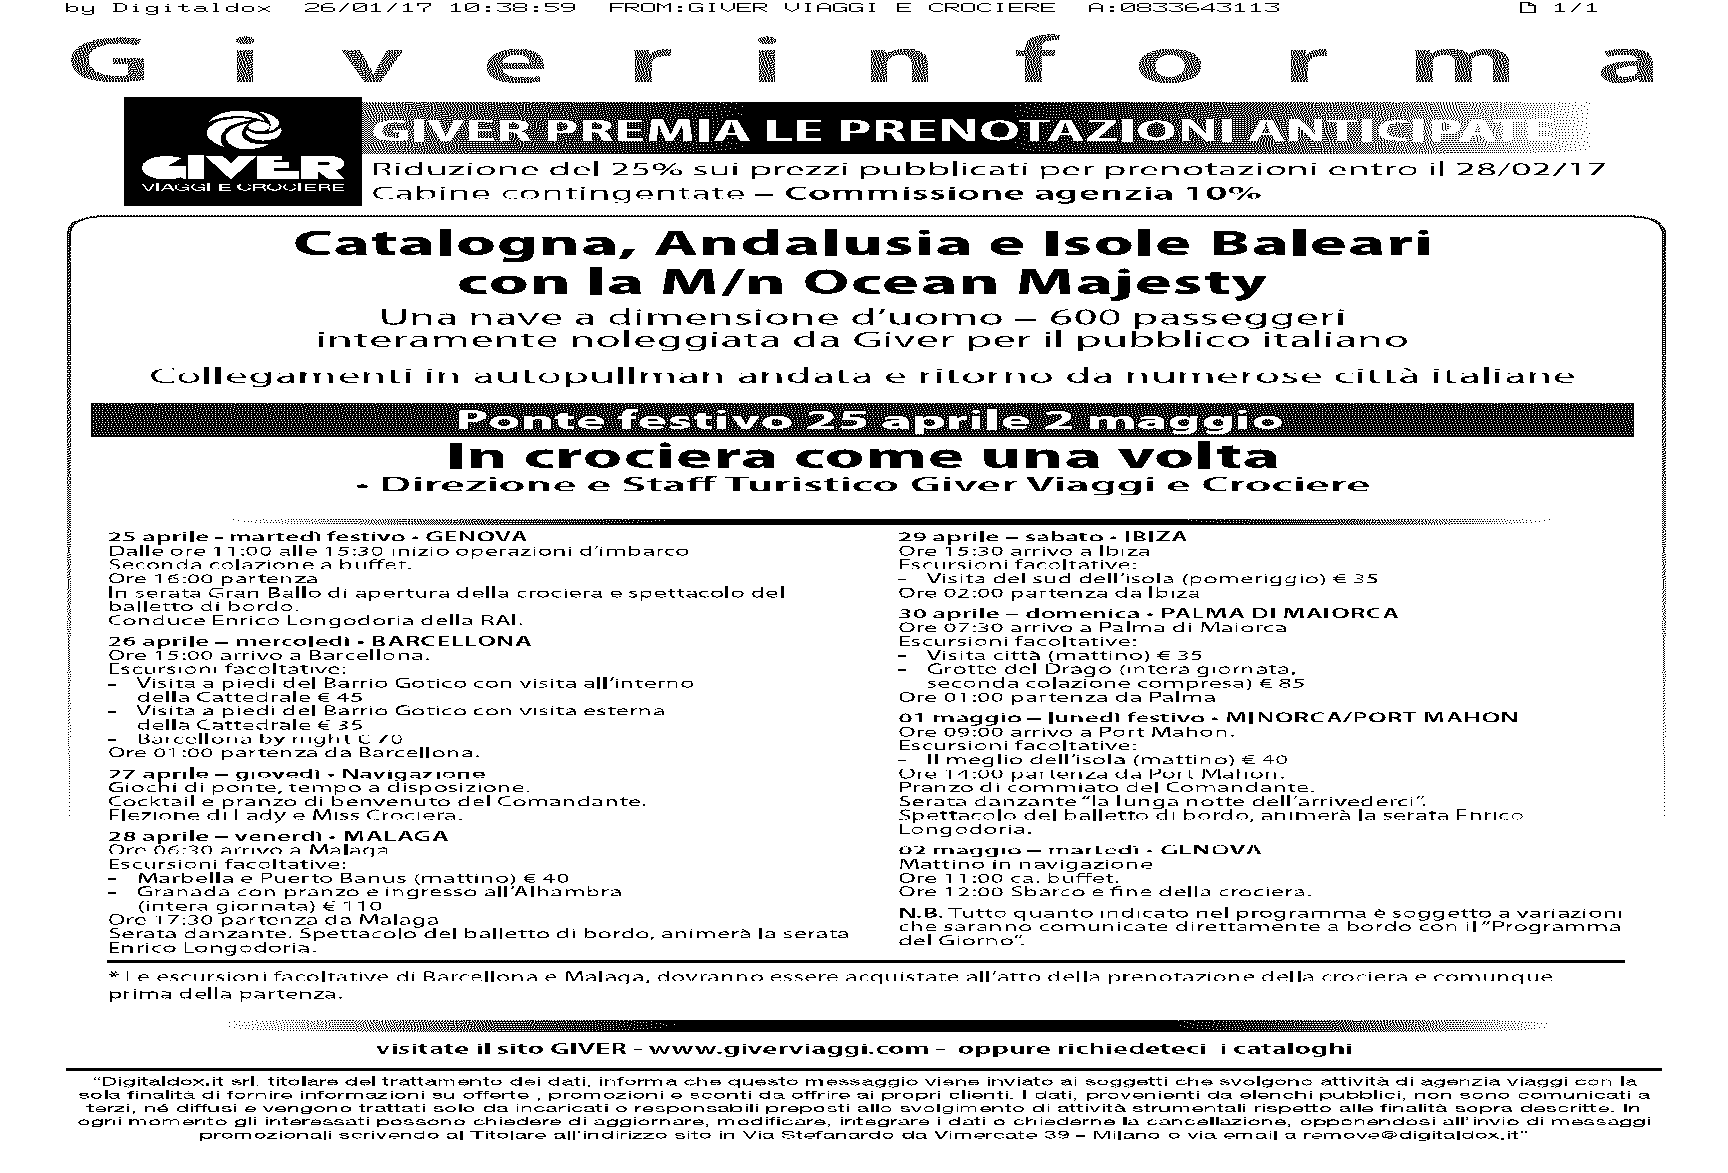 by Digitaldox 26/01/17 10:38:59 FROM:GIVER VIAGGI E CROCIERE A:0833643113 1/1
Giverinforma
GIVER PREMIA LE PRENOTAZIONI ANTICIPATE
GIVER
VIAGGI E CROCIERE
Riduzione del 25% sui prezzi pubblicati per prenotazioni entro il 28/02/17
Cabine contingentate – Commissione agenzia 10%
Catalogna, Andalusia e Isole Baleari
con la M/n Ocean Majesty
Una nave a dimensione d'uomo – 600 passeggeri
interamente noleggiata da Giver per il pubblico italiano
Collegamenti in autopullman andata e ritorno da numerose città italiane
Ponte festivo 25 aprile 2 maggio
In crociera come una volta
- Direzione e Staff Turistico Giver Viaggi e Crociere
25 aprile - martedì festivo - GENOVA
Dalle ore 11:00 alle 15:30 inizio operazioni d'imbarco
Seconda colazione a buffet.
Ore 16:00 partenza
In serata Gran Ballo di apertura della crociera e spettacolo del
balletto di bordo.
Conduce Enrico Longodoria della RAI.
26 aprile – mercoledì - BARCELLONA
Ore 15:00 arrivo a Barcellona.
Escursioni facoltative:
– Visita a piedi del Barrio Gotico con visita all'interno
della Cattedrale € 45
– Visita a piedi del Barrio Gotico con visita esterna
della Cattedrale € 35
– Barcellona by night € 70
Ore 01:00 partenza da Barcellona.
27 aprile – giovedì - Navigazione
Giochi di ponte, tempo a disposizione.
Cocktail e pranzo di benvenuto del Comandante.
Elezione di Lady e Miss Crociera.
28 aprile – venerdì - MALAGA
Ore 06:30 arrivo a Malaga
Escursioni facoltative:
– Marbella e Puerto Banus (mattino) € 40
– Granada con pranzo e ingresso all'Alhambra
(intera giornata) € 110
Ore 17:30 partenza da Malaga
Serata danzante. Spettacolo del balletto di bordo, animerà la serata
Enrico Longodoria.
29 aprile – sabato - IBIZA
Ore 15:30 arrivo a Ibiza
Escursioni facoltative:
– Visita del sud dell'isola (pomeriggio) € 35
Ore 02:00 partenza da Ibiza
30 aprile – domenica - PALMA DI MAIORCA
Ore 07:30 arrivo a Palma di Maiorca
Escursioni facoltative:
– Visita città (mattino) € 35
– Grotte del Drago (intera giornata,
seconda colazione compresa) € 85
Ore 01:00 partenza da Palma
01 maggio – lunedì festivo - MINORCA/PORT MAHON
Ore 09:00 arrivo a Port Mahon.
Escursioni facoltative:
– Il meglio dell'isola (mattino) € 40
Ore 14:00 partenza da Port Mahon.
Pranzo di commiato del Comandante.
Serata danzante "la lunga notte dell'arrivederci".
Spettacolo del balletto di bordo, animerà la serata Enrico
Longodoria.
02 maggio – martedì - GENOVA
Mattino in navigazione
Ore 11:00 ca. buffet.
Ore 12:00 Sbarco e fine della crociera.
N.B. Tutto quanto indicato nel programma è soggetto a variazioni
che saranno comunicate direttamente a bordo con il "Programma
del Giorno".
* Le escursioni facoltative di Barcellona e Malaga, dovranno essere acquistate all'atto della prenotazione della crociera e comunque
prima della partenza.
visitate il sito GIVER - www.giverviaggi.com – oppure richiedeteci i cataloghi
"Digitaldox.it srl. titolare del trattamento dei dati, informa che questo messaggio viene inviato ai soggetti che svolgono attività di agenzia viaggi con la
sola finalità di fornire informazioni su offerte , promozioni e sconti da offrire ai propri clienti. I dati, provenienti da elenchi pubblici, non sono comunicati a
terzi, né diffusi e vengono trattati solo da incaricati o responsabili preposti allo svolgimento di attività strumentali rispetto alle finalità sopra descritte. In
ogni momento gli interessati possono chiedere di aggiornare, modificare, integrare i dati o chiederne la cancellazione, opponendosi all'invio di messaggi
promozionali scrivendo al Titolare all'indirizzo sito in Via Stefanardo da Vimercate 39 – Milano o via email a remove@digitaldox.it"